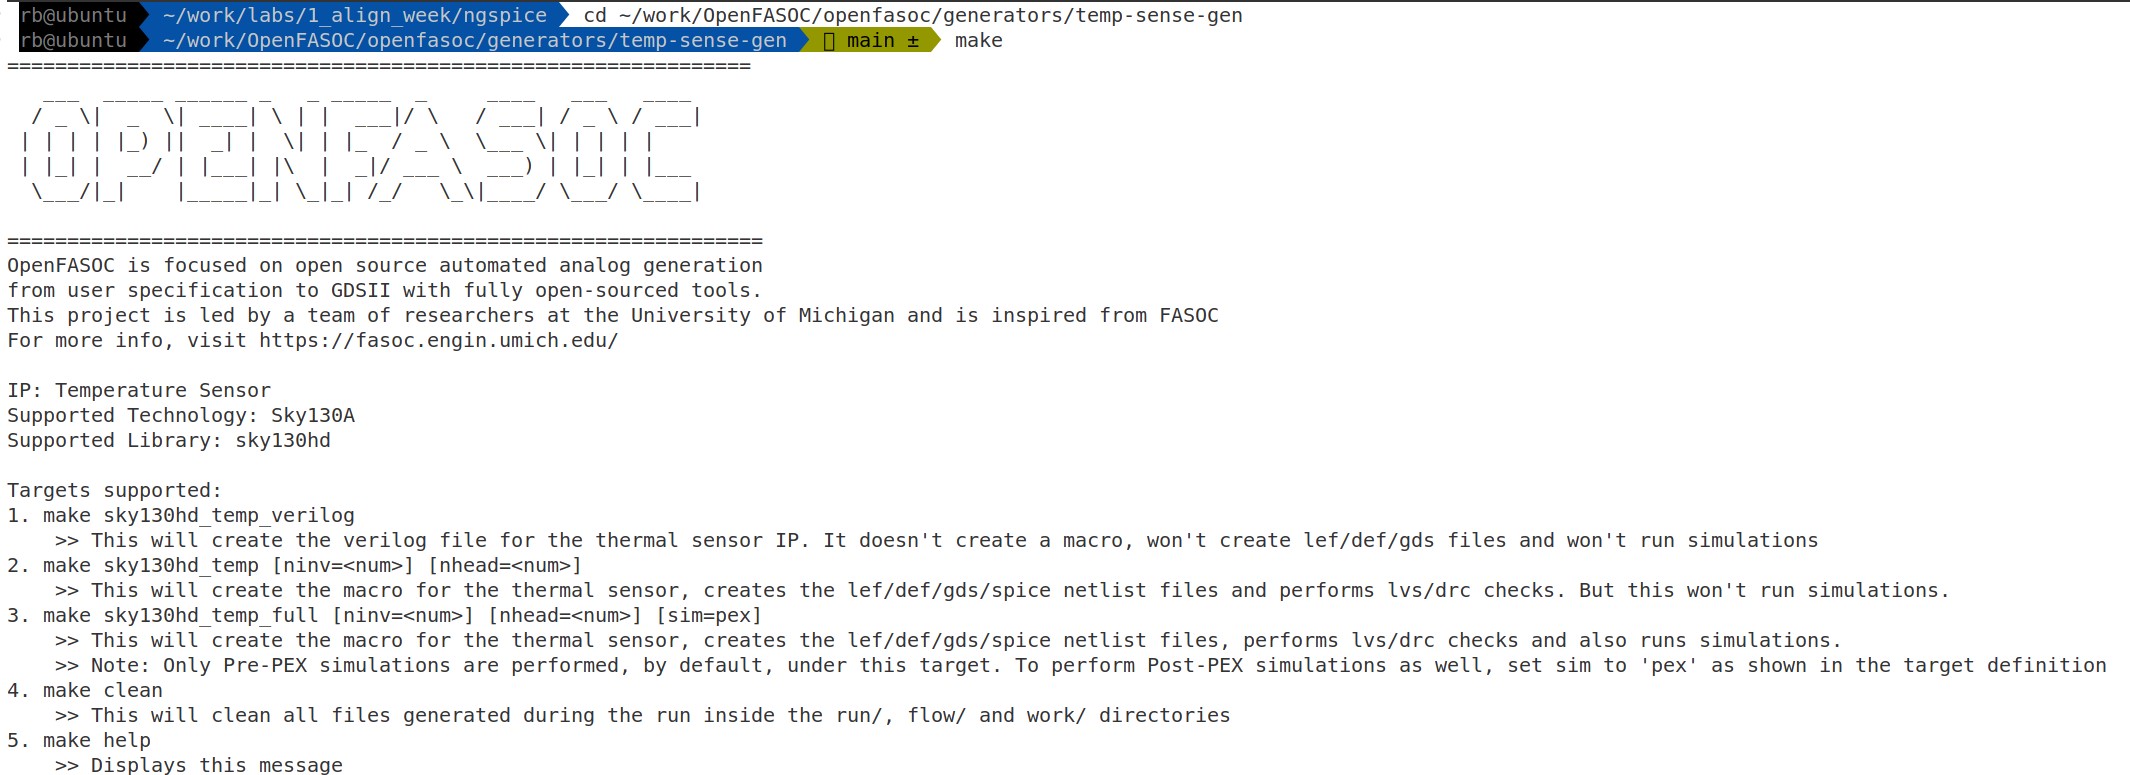 rb@ubuntu ~/work/labs/1_align_week/ngspice cd ~/work/OpenFASOC/openfasoc/generators/temp-sense-gen
rb@ubuntu ~/work/OpenFASOC/openfasoc/generators/temp-sense-gen main ± make
==============================================================
OPENFASOC
===============================================================
OpenFASOC is focused on open source automated analog generation
from user specification to GDSII with fully open-sourced tools.
This project is led by a team of researchers at the University of Michigan and is inspired from FASOC
For more info, visit https://fasoc.engin.umich.edu/
IP: Temperature Sensor
Supported Technology: Sky130A
Supported Library: sky130hd
Targets supported:
1. make sky130hd_temp_verilog
>> This will create the verilog file for the thermal sensor IP. It doesn't create a macro, won't create lef/def/gds files and won't run simulations
2. make sky130hd_temp [ninv=<num>] [nhead=<num>]
>> This will create the macro for the thermal sensor, creates the lef/def/gds/spice netlist files and performs lvs/drc checks. But this won't run simulations.
3. make sky130hd_temp_full [ninv=<num>] [nhead=<num>] [sim=pex]
>> This will create the macro for the thermal sensor, creates the lef/def/gds/spice netlist files, performs lvs/drc checks and also runs simulations.
>> Note: Only Pre-PEX simulations are performed, by default, under this target. To perform Post-PEX simulations as well, set sim to 'pex' as shown in the target definition
4. make clean
>> This will clean all files generated during the run inside the run/, flow/ and work/ directories
5. make help
>> Displays this message